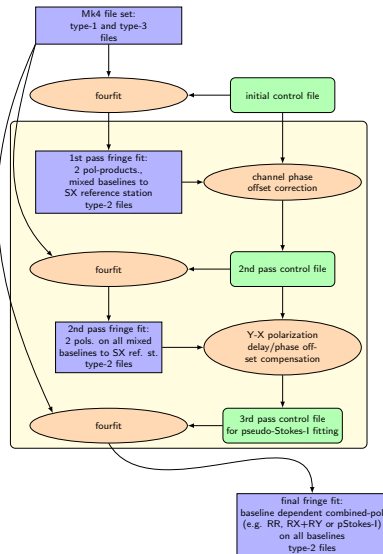 Mk4 file set:
type-1 and type-3
files
fourfit
initial control file
1st pass fringe fit:
2 pol-products.,
mixed baselines to
SX reference station
type-2 files
channel phase
offset correction
fourfit
2nd pass control file
2nd pass fringe fit:
2 pols. on all mixed
baselines to SX ref. st.
type-2 files
Y-X polarization
delay/phase off-
set compensation
fourfit
3rd pass control file
for pseudo-Stokes-I fitting
final fringe fit:
baseline dependent combined-pol
(e.g. RR, RX+RY or pStokes-I)
on all baselines
type-2 files